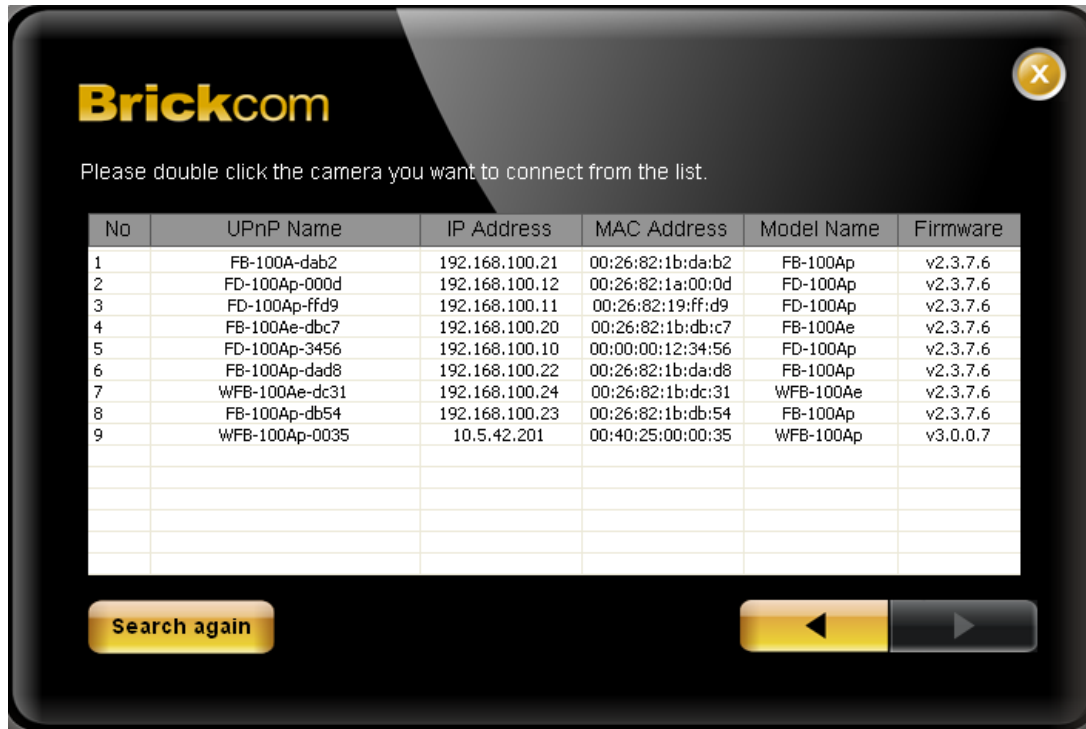 Brickcom
Please double click the camera you want to connect from the list.
No UPnP Name IP Address MAC Address Model Name Firmware
1 FB-100A-dab2 192.168.100.21 00:26:82:1b:da:b2 FB-100Ap v2.3.7.6
2 FD-100Ap-000d 192.168.100.12 00:26:82:1a:00:0d FD-100Ap v2.3.7.6
3 FD-100Ap-ffd9 192.168.100.11 00:26:82:19:ff:d9 FD-100Ap v2.3.7.6
4 FB-100Ae-dbc7 192.168.100.20 00:26:82:1b:db:c7 FB-100Ae v2.3.7.6
5 FD-100Ap-3456 192.168.100.10 00:00:00:12:34:56 FD-100Ap v2.3.7.6
6 FB-100Ap-dad8 192.168.100.22 00:26:82:1b:da:d8 FB-100Ap v2.3.7.6
7 WFB-100Ae-dc31 192.168.100.24 00:26:82:1b:dc:31 WFB-100Ae v2.3.7.6
8 FB-100Ap-db54 192.168.100.23 00:26:82:1b:db:54 FB-100Ap v2.3.7.6
9 WFB-100Ap-0035 10.5.42.201 00:40:25:00:00:35 WFB-100Ap v3.0.0.7
Search again